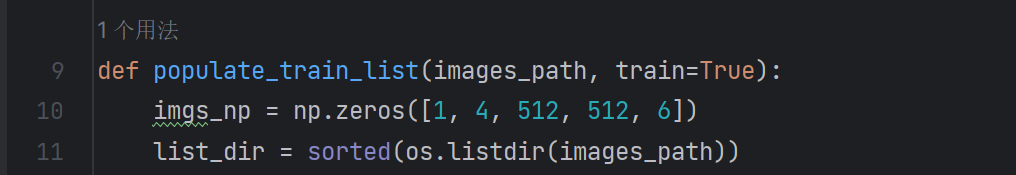 1 个用法
9 def populate_train_list(images_path, train=True):
10 imgs_np = np.zeros([1, 4, 512, 512, 6])
11 list_dir = sorted(os.listdir(images_path))